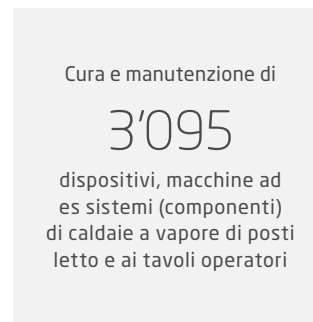 Cura e manutenzione di
3’095
dispositivi, macchine ad
es sistemi (componenti)
di caldaie a vapore di posti
letto e ai tavoli operatori